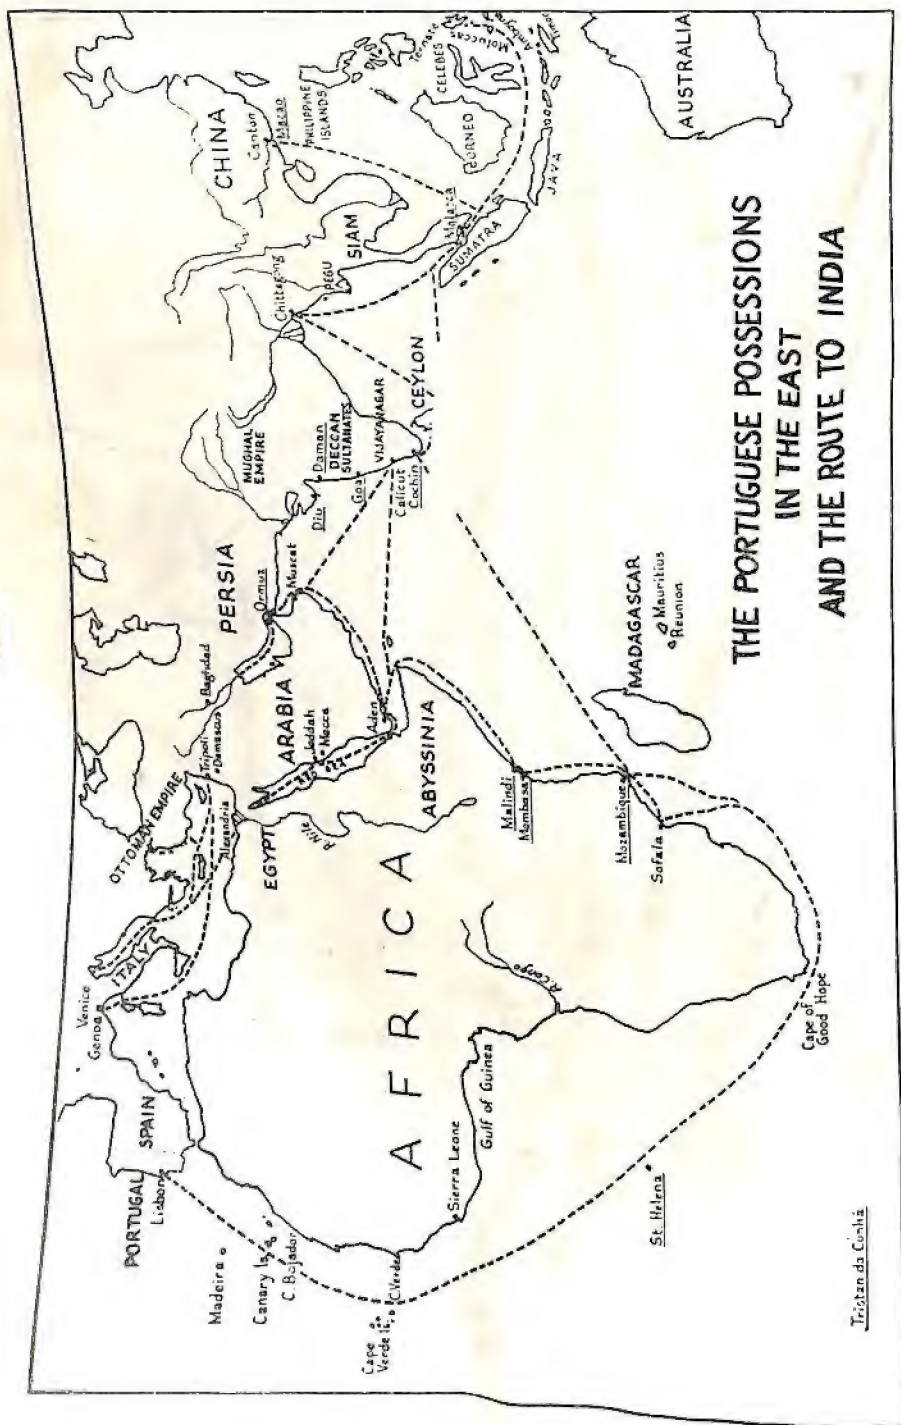 THE PORTUGUESE POSSESSIONS
IN THE EAST
AND THE ROUTE TO INDIA
PORTUGAL
Lisbon
SPAIN
Madeira
Canary Is
C. Bojador
Cape
Verde Is
C. Verde
Sierra Leone
Gulf of Guinea
R. Congo
St. Helena
Tristan da Cunha
Cape of
Good Hope
AFRICA
Venice
Genoa
ITALY
OTTOMAN EMPIRE
Tripoli
Damascus
Alexandria
Baghdad
EGYPT
R. Nile
ARABIA
Jeddah
Mecca
Aden
ABYSSINIA
Malindi
Mombasa
Mozambique
Sofala
MADAGASCAR
Mauritius
Reunion
PERSIA
Ormuz
Muscat
MUGHAL
EMPIRE
Diu
Daman
DECCAN
SULTANATES
Goa
VIJAYANAGAR
Calicut
Cochin
CEYLON
Chittagong
PEGU
SIAM
CHINA
Canton
Macao
PHILIPPINE
ISLANDS
Malacca
SUMATRA
BORNEO
JAVA
CELEBES
Ternate
Moluccas
Amboyna
Timor
AUSTRALIA